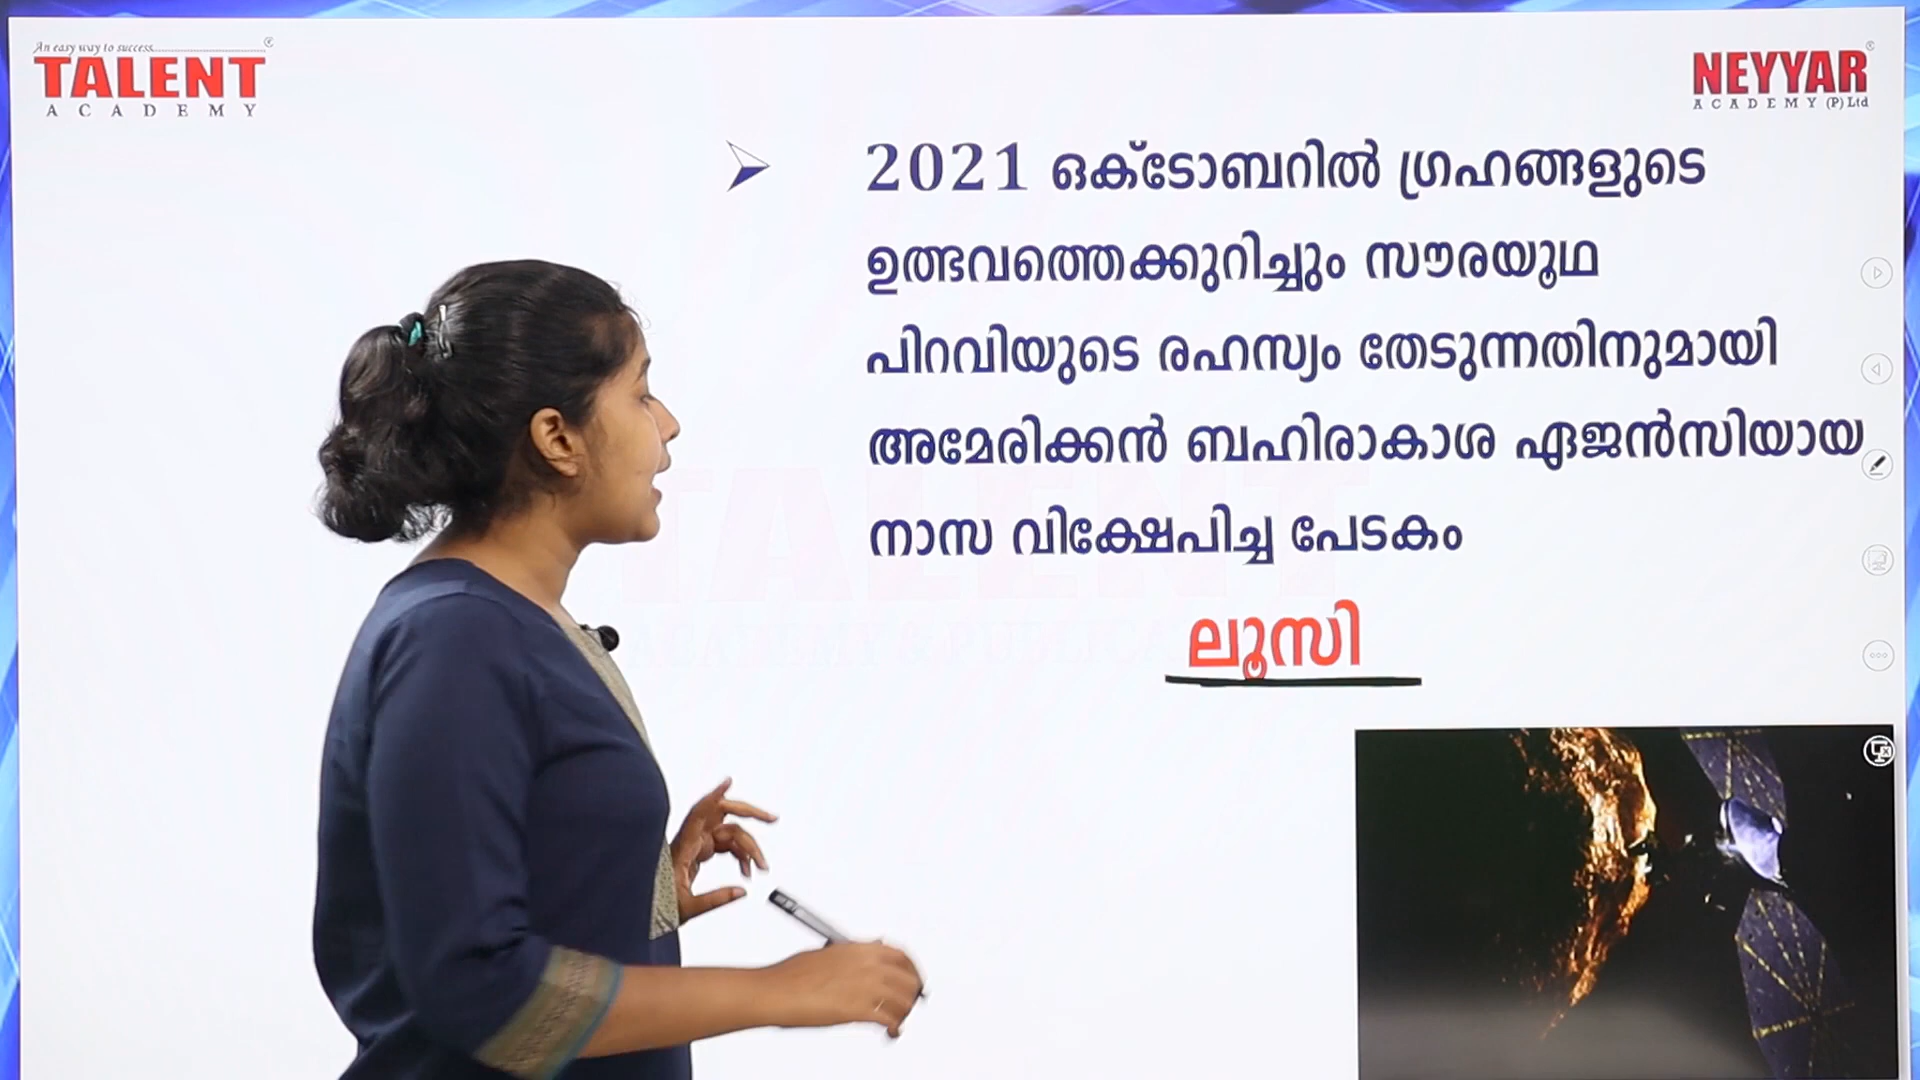 An easy way to success
TALENT
ACADEMY
NEYYAR
ACADEMY (P) Ltd
2021 ഒക്ടോബറിൽ ഗ്രഹങ്ങളുടെ
ഉത്ഭവത്തെക്കുറിച്ചും സൗരയൂഥ
പിറവിയുടെ രഹസ്യം തേടുന്നതിനുമായി
അമേരിക്കൻ ബഹിരാകാശ ഏജൻസിയായ
നാസ വിക്ഷേപിച്ച പേടകം
ലൂസി
TALENT